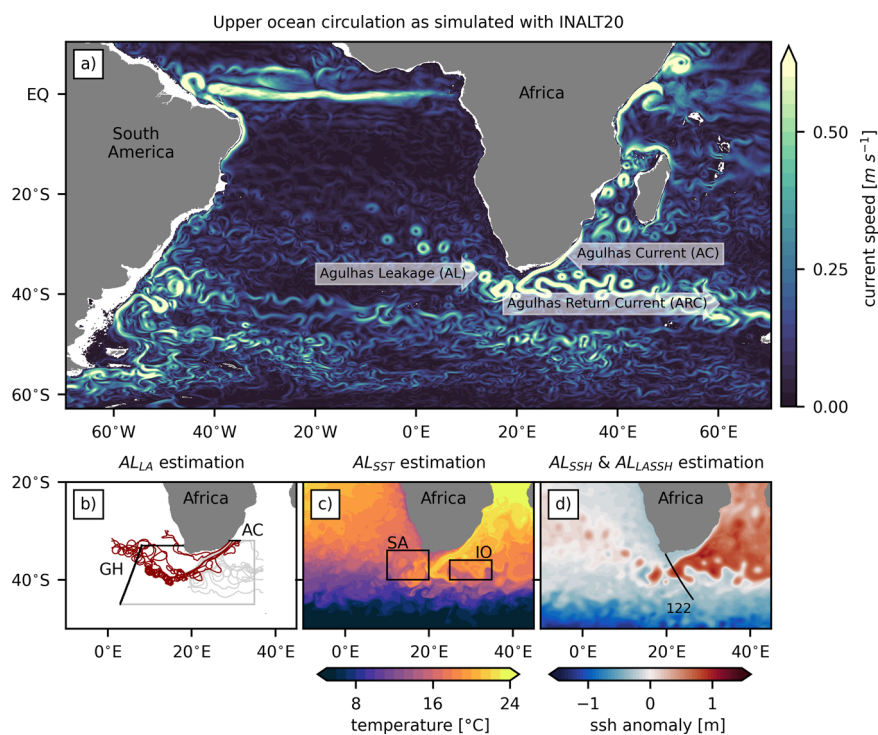 Upper ocean circulation as simulated with INALT20
a)
EQ
20°S
40°S
60°S
60°W
40°W
20°W
0°E
20°E
40°E
60°E
South
America
Africa
Agulhas Current (AC)
Agulhas Leakage (AL)
Agulhas Return Current (ARC)
0.50
0.25
0.00
current speed [m s⁻¹]
AL_LA estimation
b)
Africa
AC
GH
20°S
40°S
0°E
20°E
40°E
AL_SST estimation
c)
Africa
SA
IO
0°E
20°E
40°E
8
16
24
temperature [°C]
AL_SSH & AL_LASSH estimation
d)
Africa
122
0°E
20°E
40°E
−1
0
1
ssh anomaly [m]